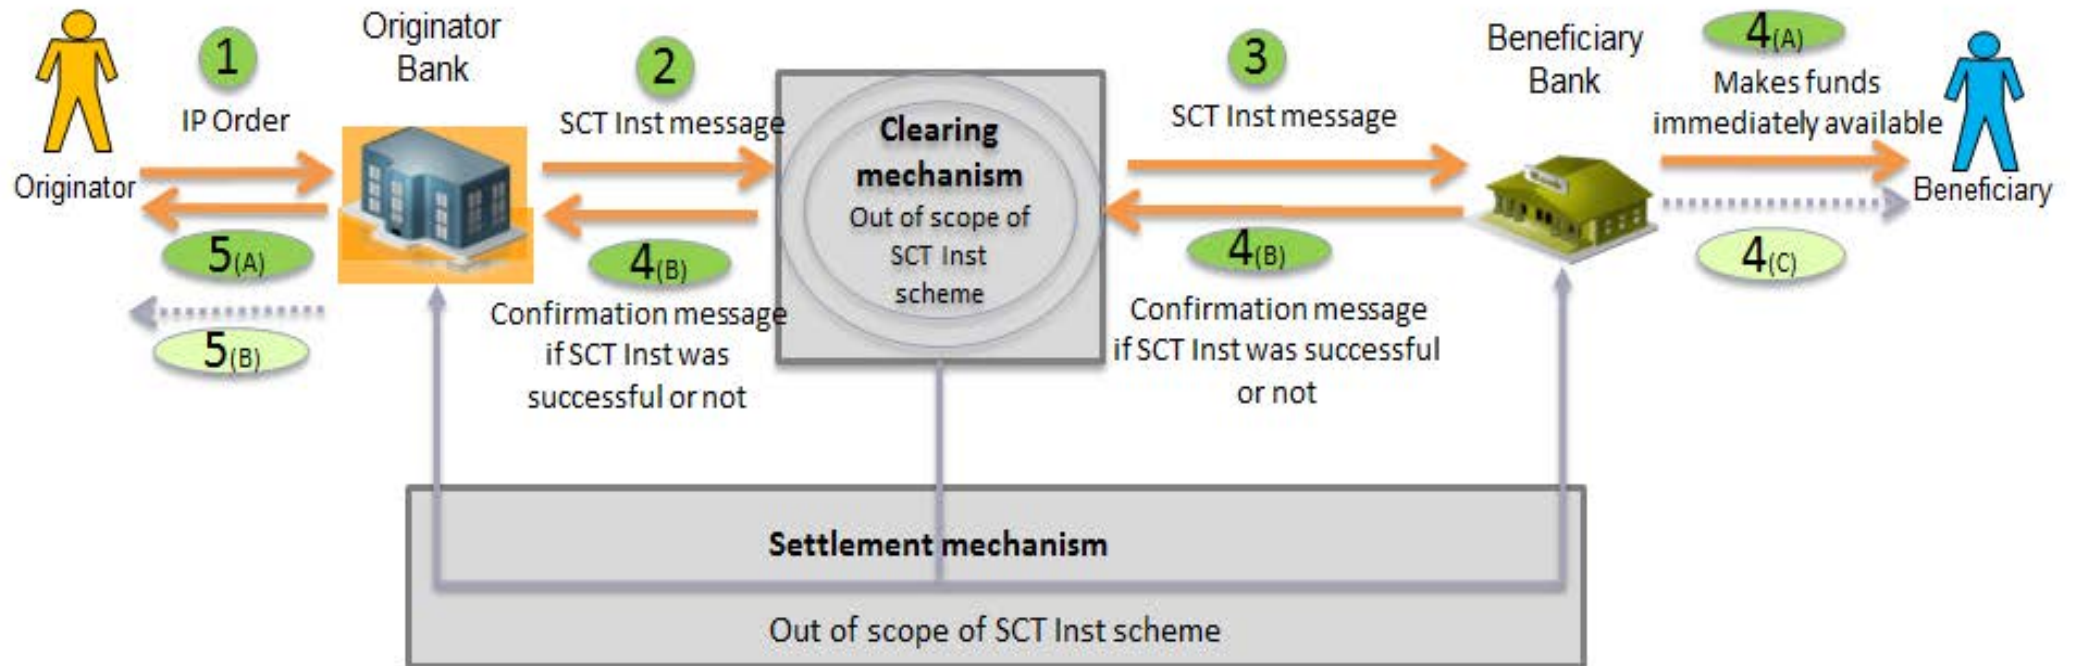 Originator
Bank
1
IP Order
Originator
5(A)
5(B)
2
SCT Inst message
4(B)
Confirmation message
if SCT Inst was
successful or not
Clearing
mechanism
Out of scope of
SCT Inst
scheme
3
SCT Inst message
4(B)
Confirmation message
if SCT Inst was successful
or not
Beneficiary
Bank
4(A)
Makes funds
immediately available
Beneficiary
4(C)
Settlement mechanism
Out of scope of SCT Inst scheme